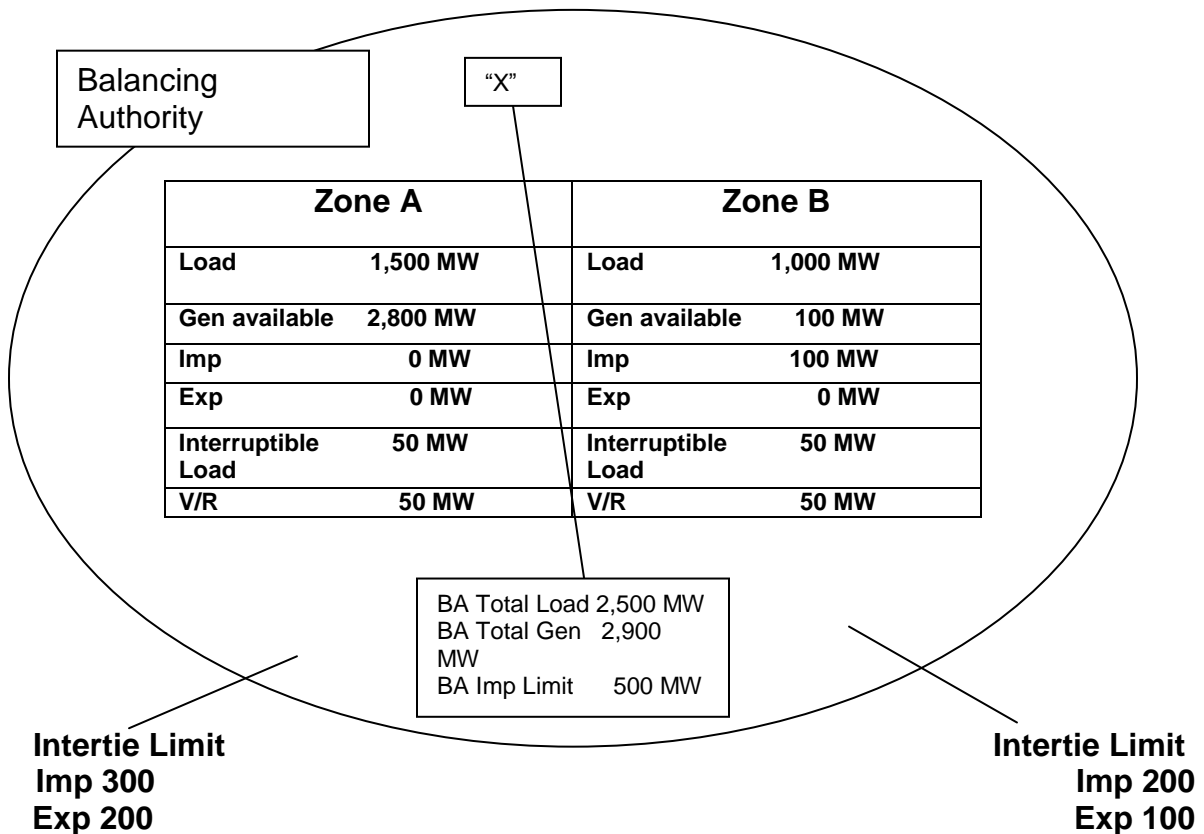 Balancing
Authority
“X”
Zone A Zone B
Load 1,500 MW Load 1,000 MW
Gen available 2,800 MW Gen available 100 MW
Imp 0 MW Imp 100 MW
Exp 0 MW Exp 0 MW
Interruptible 50 MW Interruptible 50 MW
Load Load
V/R 50 MW V/R 50 MW
BA Total Load 2,500 MW
BA Total Gen 2,900
MW
BA Imp Limit 500 MW
Intertie Limit
Imp 300
Exp 200
Intertie Limit
Imp 200
Exp 100